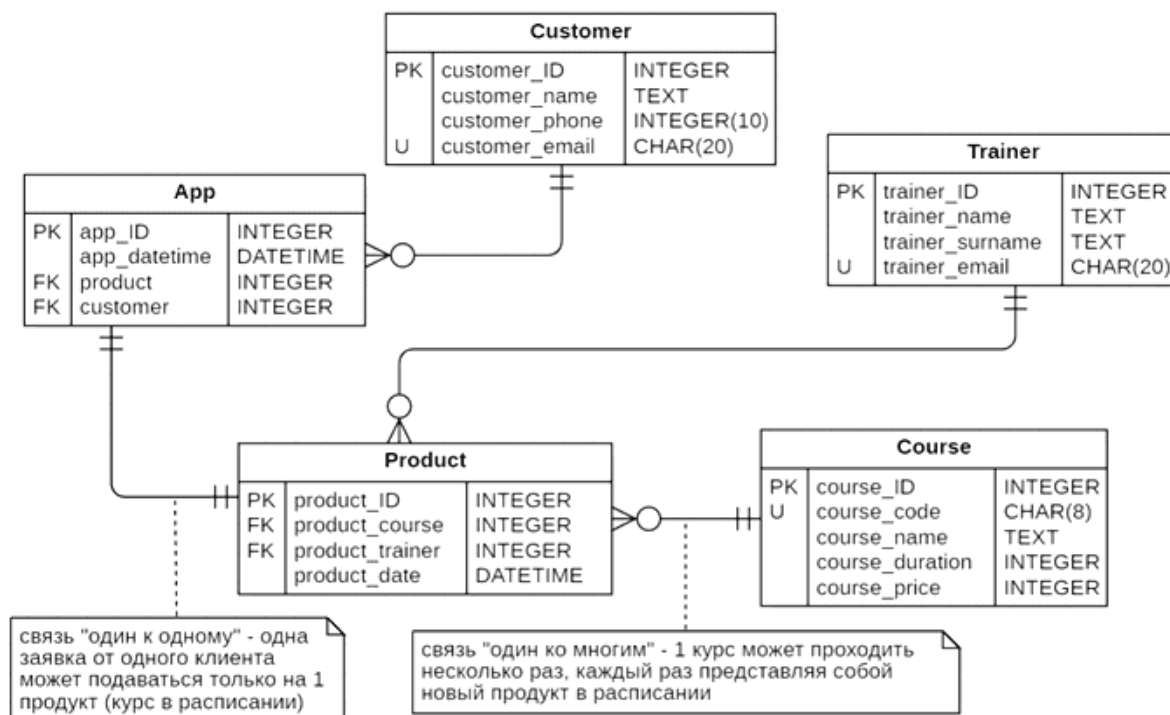 Customer
PK customer_ID INTEGER
customer_name TEXT
customer_phone INTEGER(10)
U customer_email CHAR(20)
Trainer
PK trainer_ID INTEGER
trainer_name TEXT
trainer_surname TEXT
U trainer_email CHAR(20)
App
PK app_ID INTEGER
app_datetime DATETIME
FK product INTEGER
FK customer INTEGER
Product
PK product_ID INTEGER
FK product_course INTEGER
FK product_trainer INTEGER
product_date DATETIME
Course
PK course_ID INTEGER
U course_code CHAR(8)
course_name TEXT
course_duration INTEGER
course_price INTEGER
связь "один к одному" - одна
заявка от одного клиента
может подаваться только на 1
продукт (курс в расписании)
связь "один ко многим" - 1 курс может проходить
несколько раз, каждый раз представляя собой
новый продукт в расписании